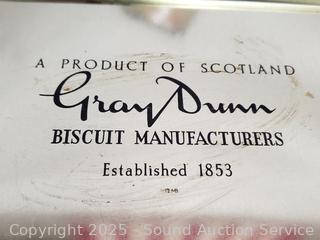 A PRODUCT OF SCOTLAND
Gray Dunn
BISCUIT MANUFACTURERS
Established 1853
Copyright 2025 - Sound Auction Service